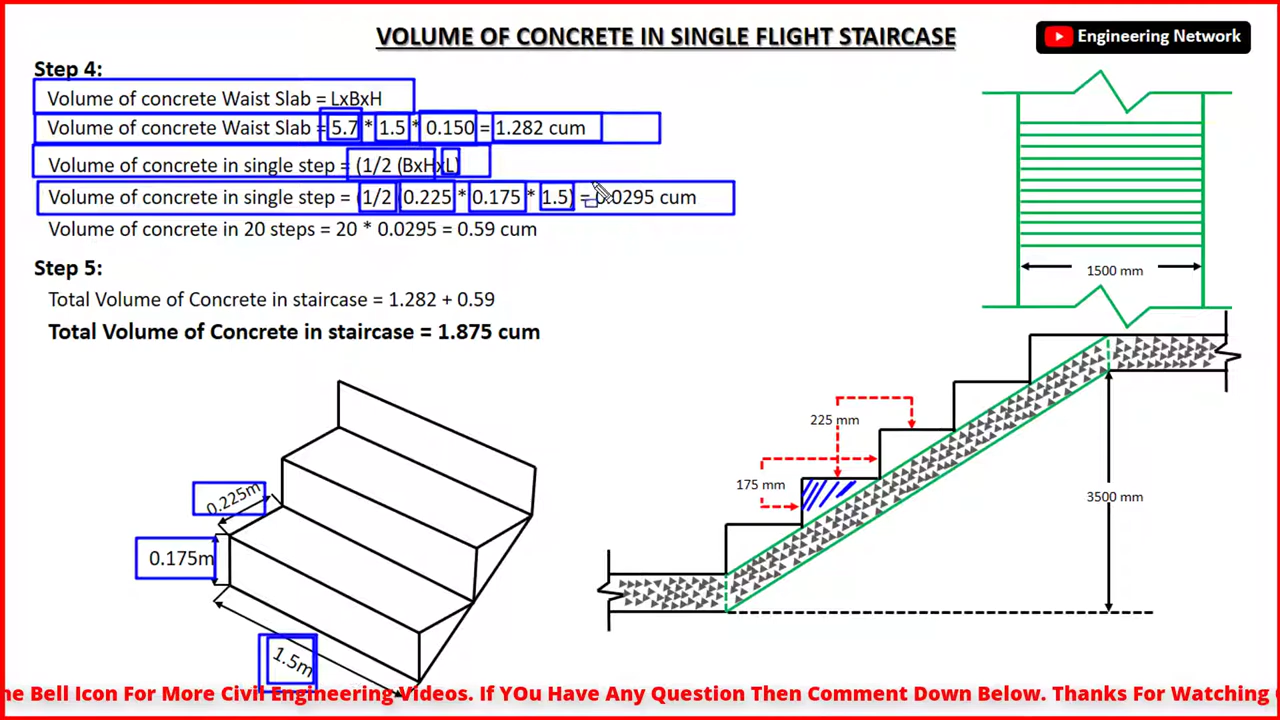 VOLUME OF CONCRETE IN SINGLE FLIGHT STAIRCASE
Engineering Network
Step 4:
Volume of concrete Waist Slab = LxBxH
Volume of concrete Waist Slab = 5.7 * 1.5 * 0.150 = 1.282 cum
Volume of concrete in single step = (1/2 (BxHxL)
Volume of concrete in single step = (1/2 (0.225 * 0.175 * 1.5) = 0.0295 cum
Volume of concrete in 20 steps = 20 * 0.0295 = 0.59 cum
Step 5:
Total Volume of Concrete in staircase = 1.282 + 0.59
Total Volume of Concrete in staircase = 1.875 cum
1500 mm
225 mm
175 mm
3500 mm
0.225m
0.175m
1.5m
he Bell Icon For More Civil Engineering Videos. If YOu Have Any Question Then Comment Down Below. Thanks For Watching